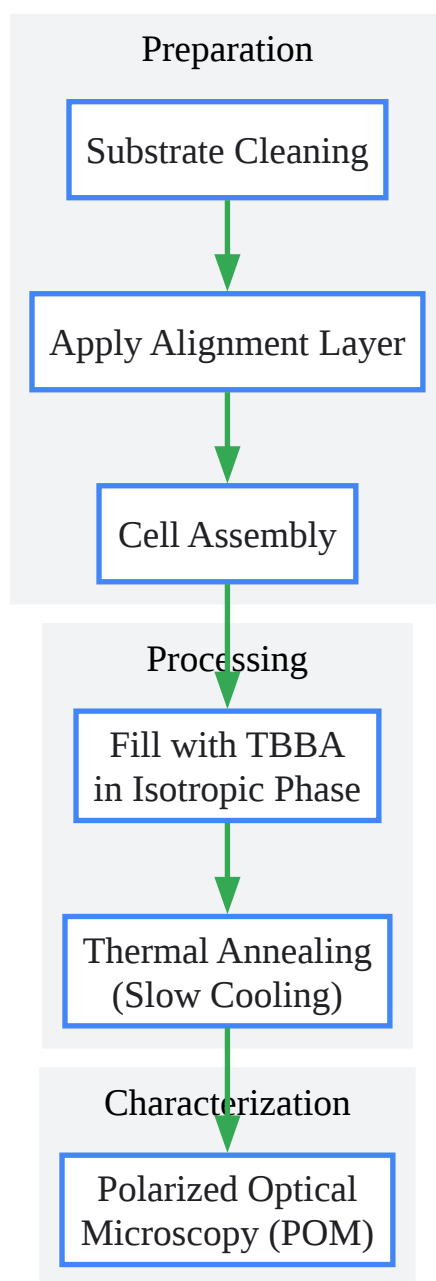 Preparation
Substrate Cleaning
Apply Alignment Layer
Cell Assembly
Processing
Fill with TBBA
in Isotropic Phase
Thermal Annealing
(Slow Cooling)
Characterization
Polarized Optical
Microscopy (POM)